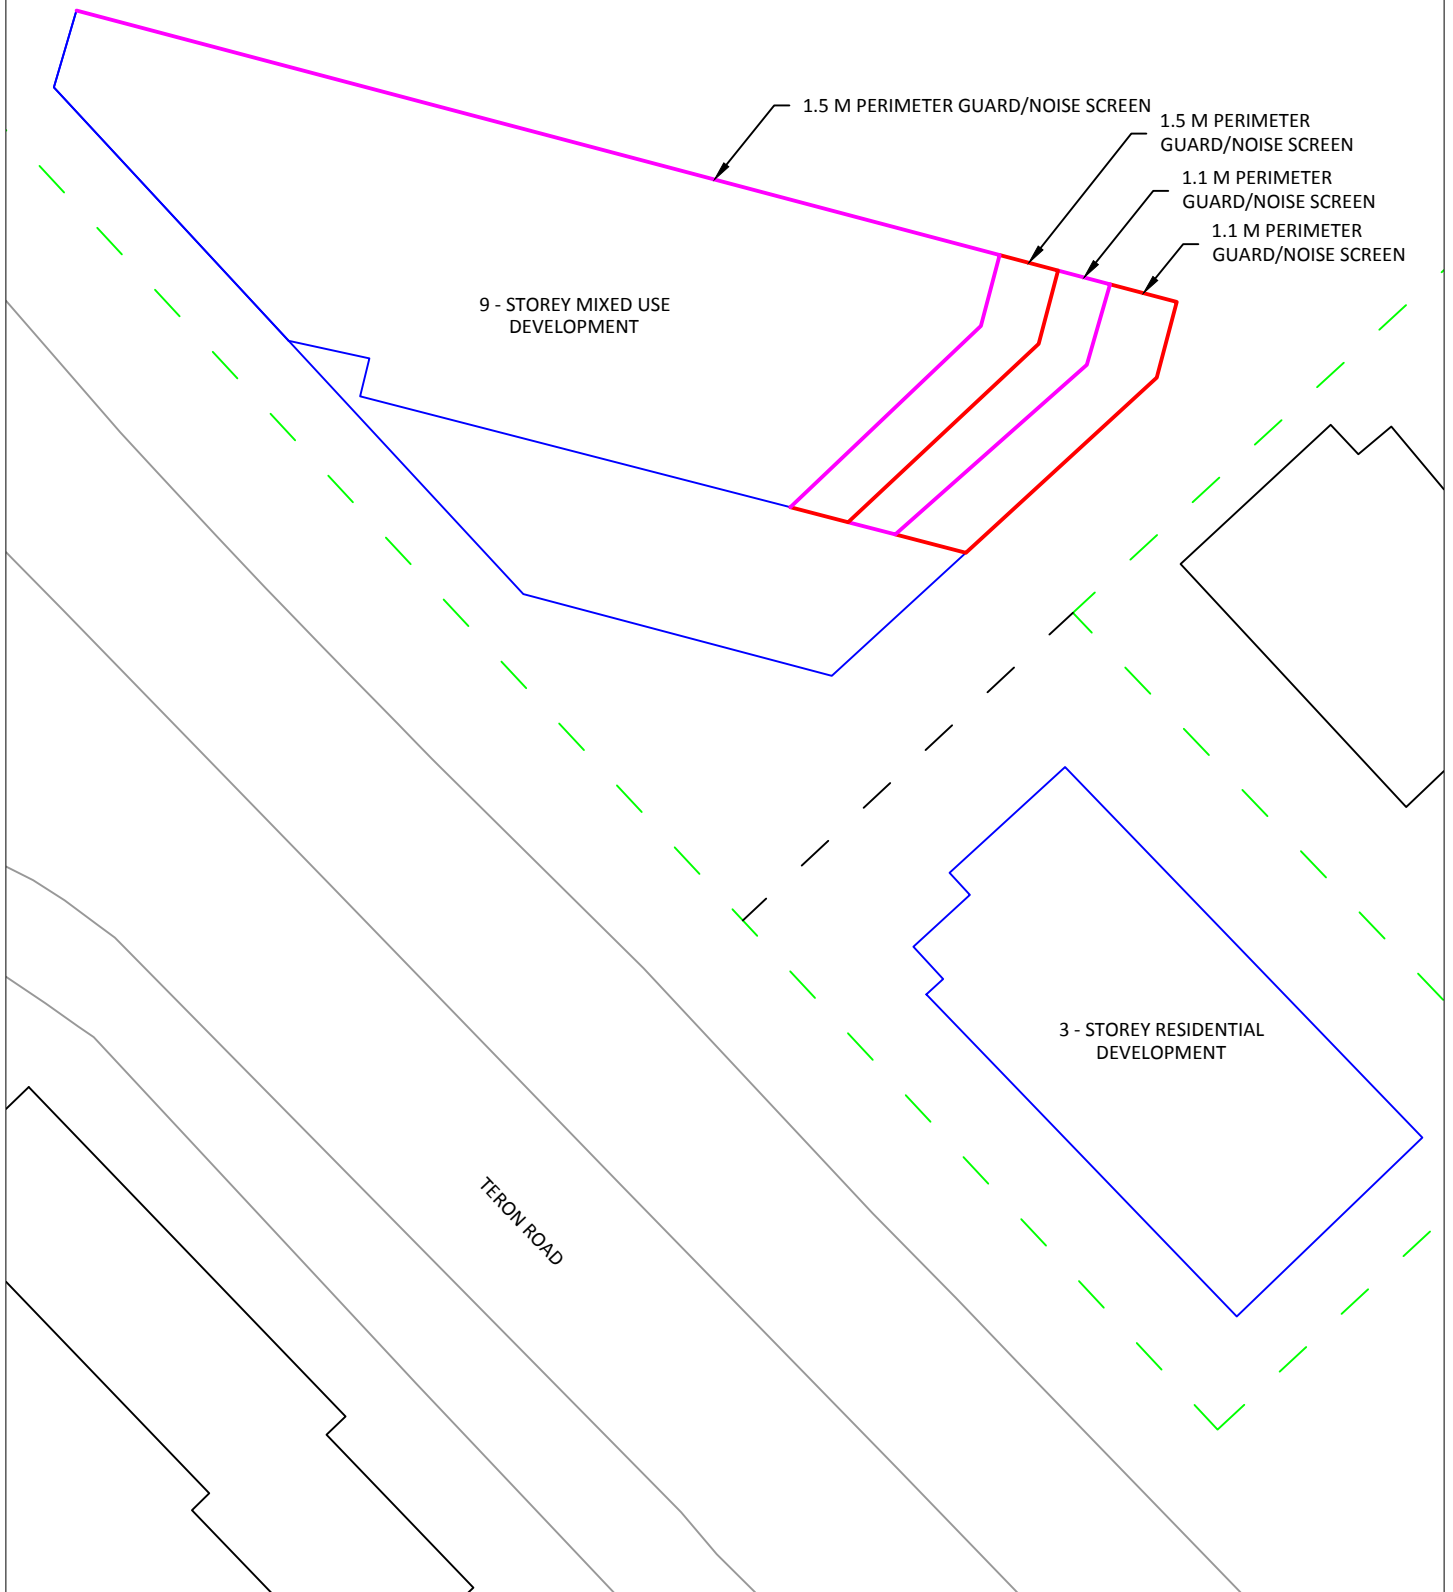 1.5 M PERIMETER GUARD/NOISE SCREEN
1.5 M PERIMETER
GUARD/NOISE SCREEN
1.1 M PERIMETER
GUARD/NOISE SCREEN
1.1 M PERIMETER
GUARD/NOISE SCREEN
9 - STOREY MIXED USE
DEVELOPMENT
3 - STOREY RESIDENTIAL
DEVELOPMENT
TERON ROAD